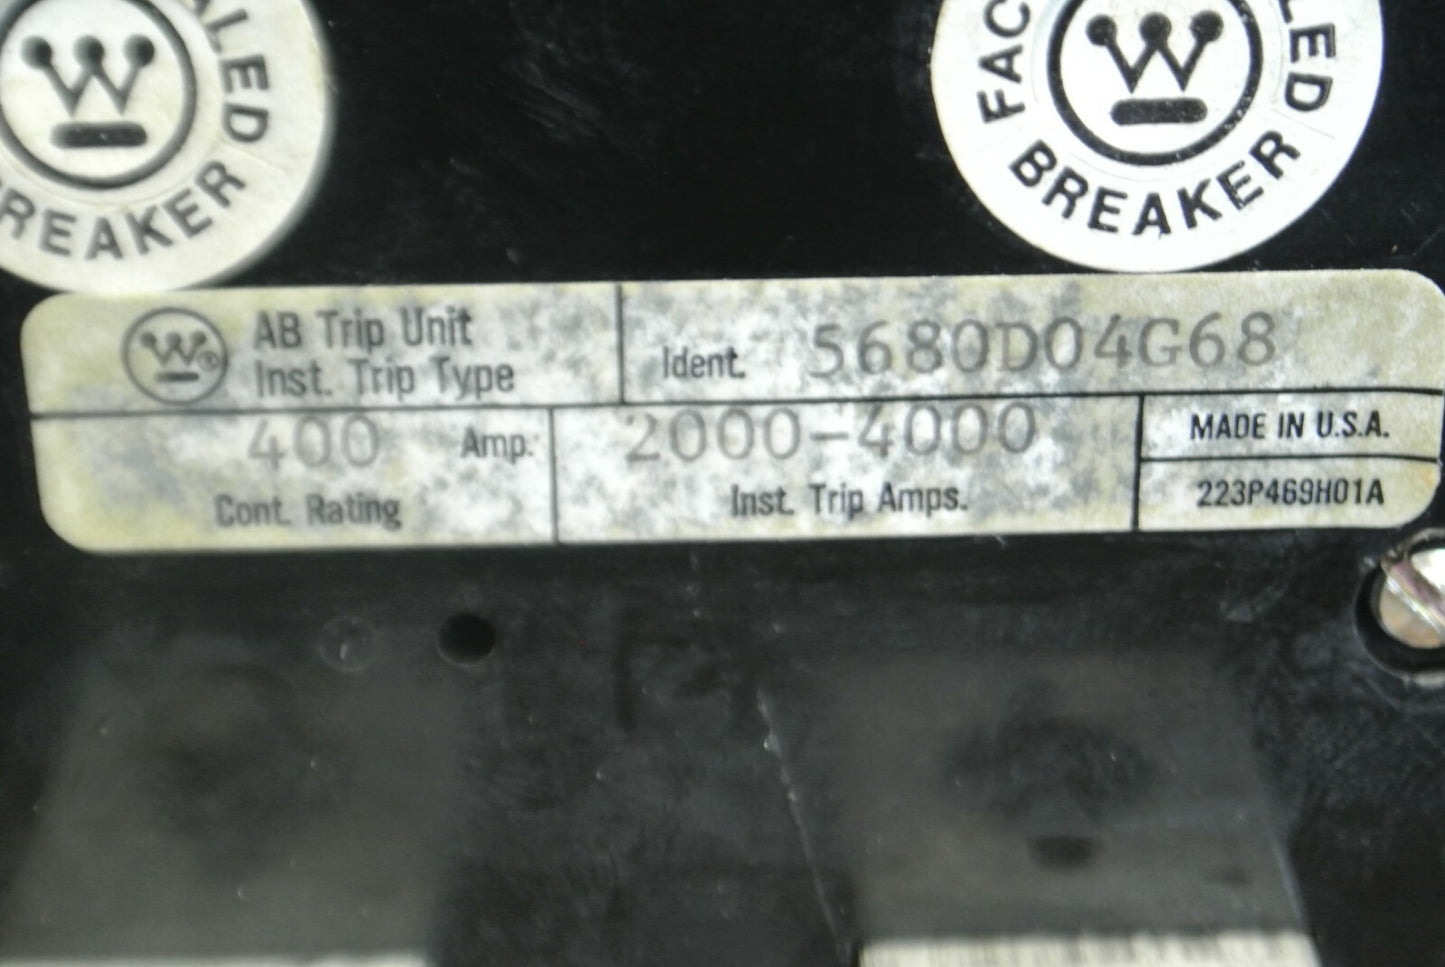 ALED
BREAKER
FAC
LED
BREAKER
AB Trip Unit
Inst. Trip Type
Ident. 5680D04G68
400 Amp.
Cont. Rating
2000-4000
Inst. Trip Amps.
MADE IN U.S.A.
223P469H01A